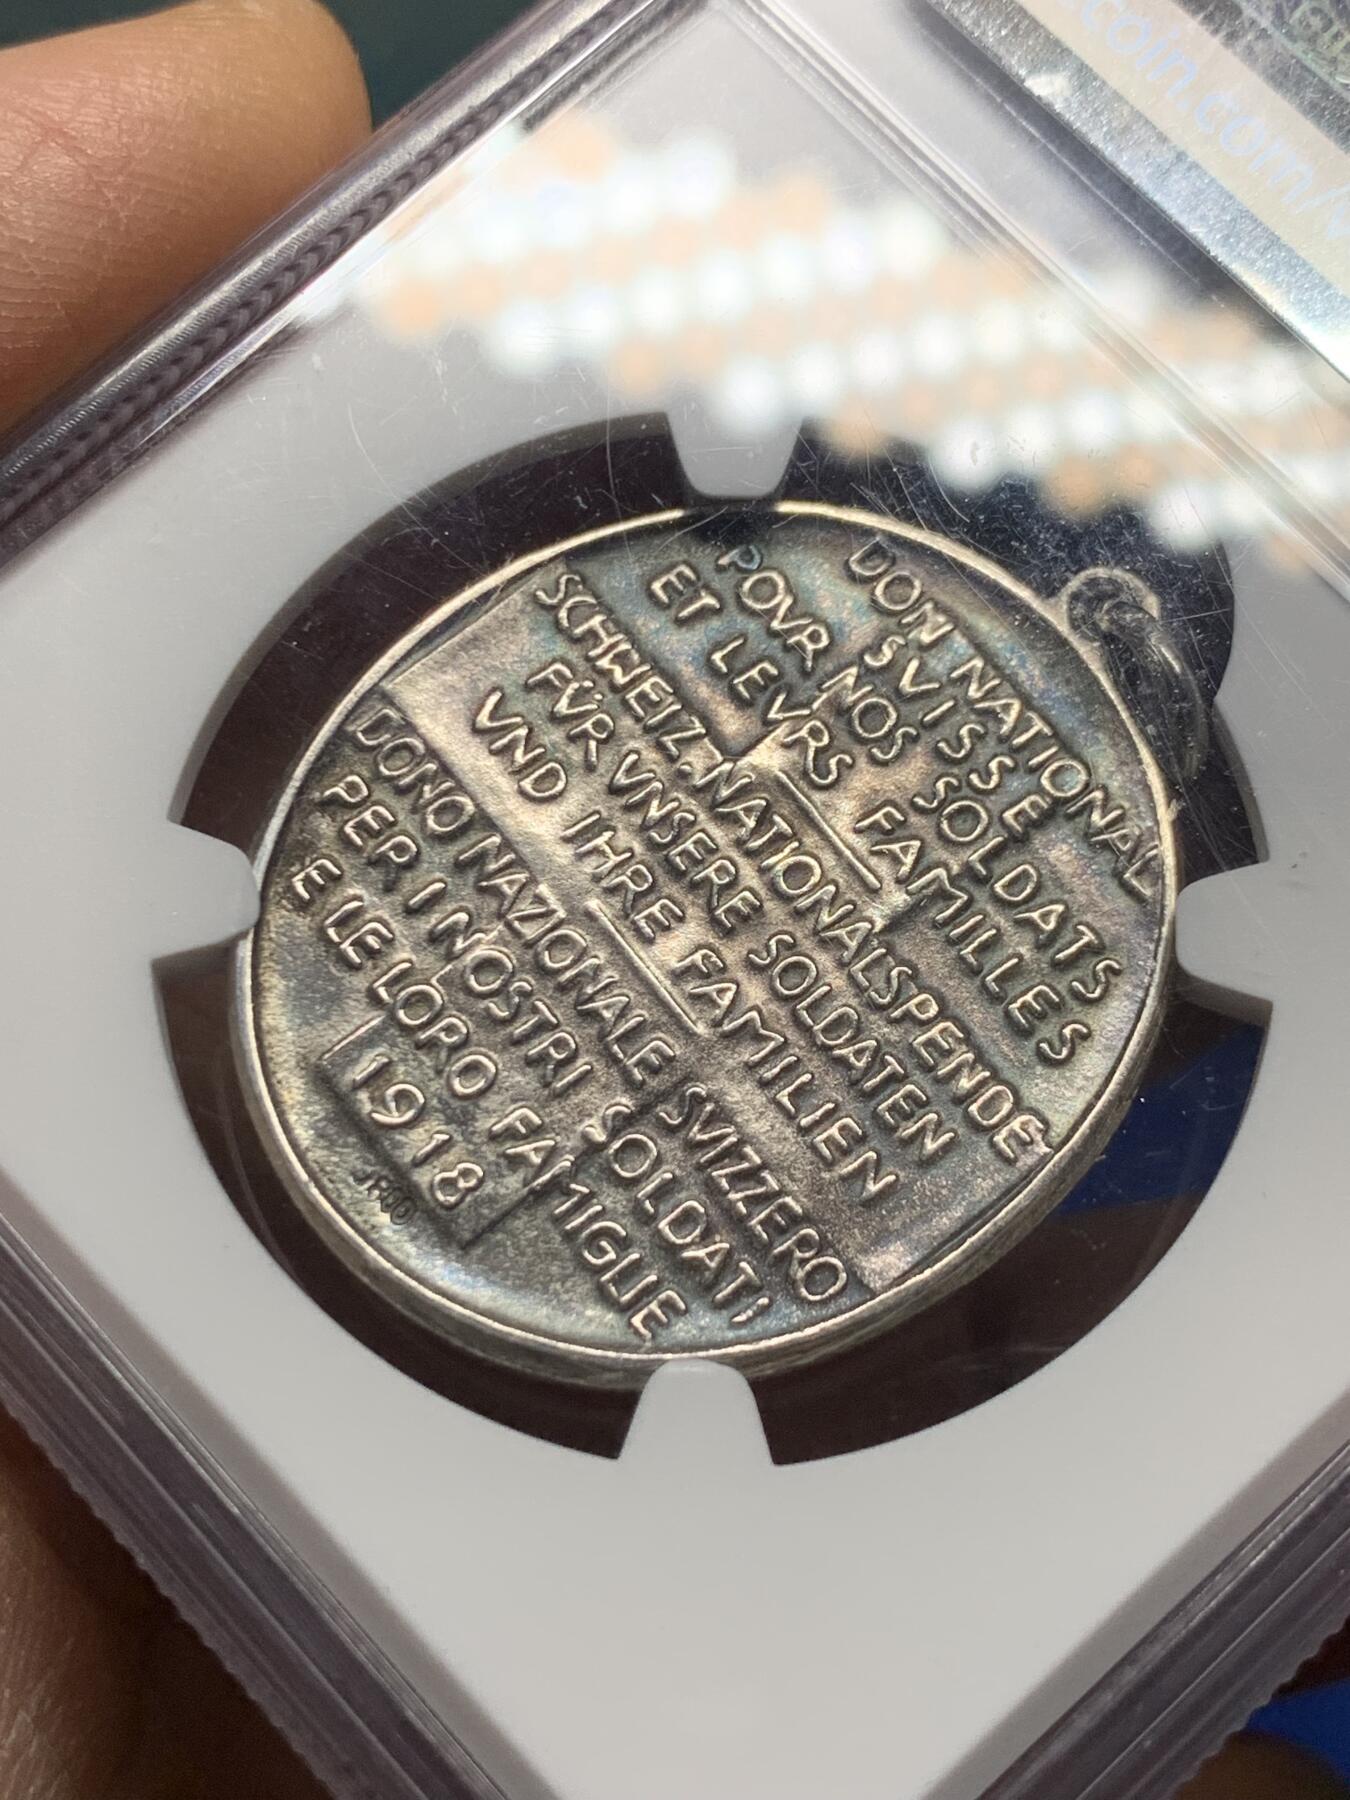 coin.com/v
DON NATIONAL
SVISSE
POVR NOS SOLDATS
ET LEVRS FAMILLES
SCHWEIZ. NATIONALSPENDE
FÜR VNSERE SOLDATEN
VND IHRE FAMILIEN
DONO NAZIONALE SVIZZERO
PER I NOSTRI SOLDATI
E LE LORO FAMIGLIE
1918